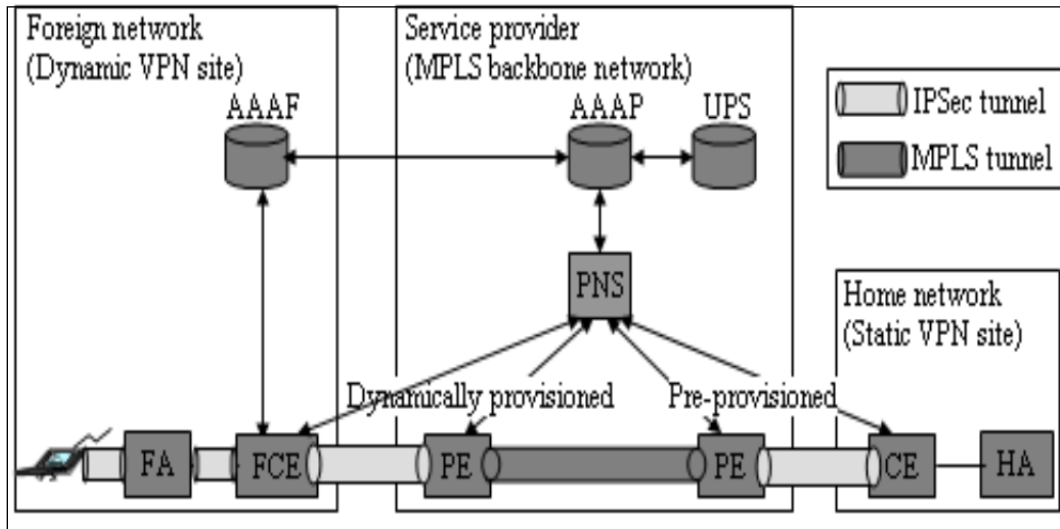 Foreign network
(Dynamic VPN site)
Service provider
(MPLS backbone network)
AAAF
AAAP
UPS
IPSec tunnel
MPLS tunnel
PNS
Home network
(Static VPN site)
Dynamically provisioned
Pre-provisioned
FA
FCE
PE
PE
CE
HA